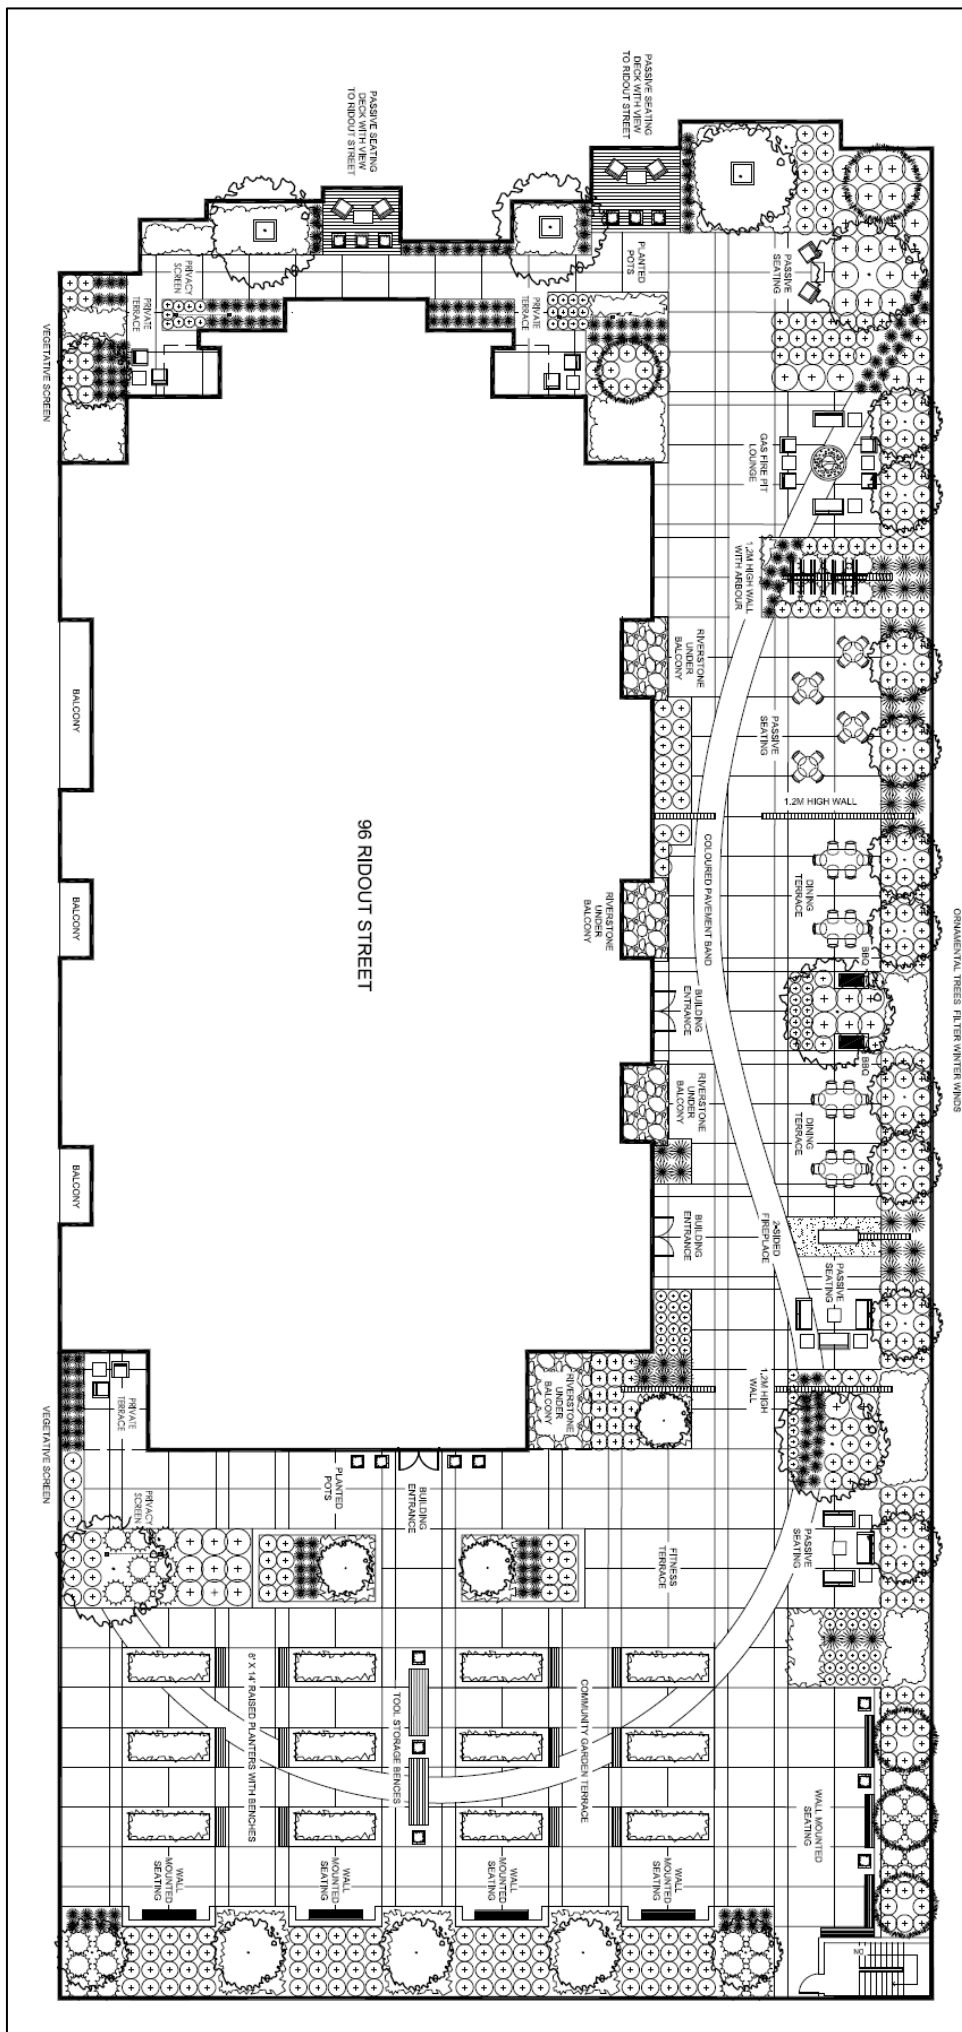 PASSIVE SEATING
DECK WITH VIEW
TO RIDOUT STREET
PASSIVE SEATING
DECK WITH VIEW
TO RIDOUT STREET
PLANTED
POTS
PASSIVE
SEATING
PRIVACY
SCREEN
PRIVATE
TERRACE
PRIVATE
TERRACE
VEGETATIVE SCREEN
GAS FIRE PIT
LOUNGE
1.2M HIGH WALL
WITH ARBOUR
RIVERSTONE
UNDER
BALCONY
PASSIVE
SEATING
BALCONY
1.2M HIGH WALL
96 RIDOUT STREET
COLOURED PAVEMENT BAND
DINING
TERRACE
BALCONY
RIVERSTONE
UNDER
BALCONY
ORNAMENTAL TREES FILTER WINTER WINDS
BBQ
BUILDING
ENTRANCE
BBQ
RIVERSTONE
UNDER
BALCONY
DINING
TERRACE
BALCONY
BUILDING
ENTRANCE
2-SIDED
FIREPLACE
PASSIVE
SEATING
1.2M HIGH
WALL
RIVERSTONE
UNDER
BALCONY
PRIVATE
TERRACE
VEGETATIVE SCREEN
PLANTED
POTS
BUILDING
ENTRANCE
PRIVACY
SCREEN
FITNESS
TERRACE
PASSIVE
SEATING
8' X 14' RAISED PLANTERS WITH BENCHES
TOOL STORAGE BENCES
COMMUNITY GARDEN TERRACE
WALL MOUNTED
SEATING
WALL
MOUNTED
SEATING
WALL
MOUNTED
SEATING
WALL
MOUNTED
SEATING
WALL
MOUNTED
SEATING
DN